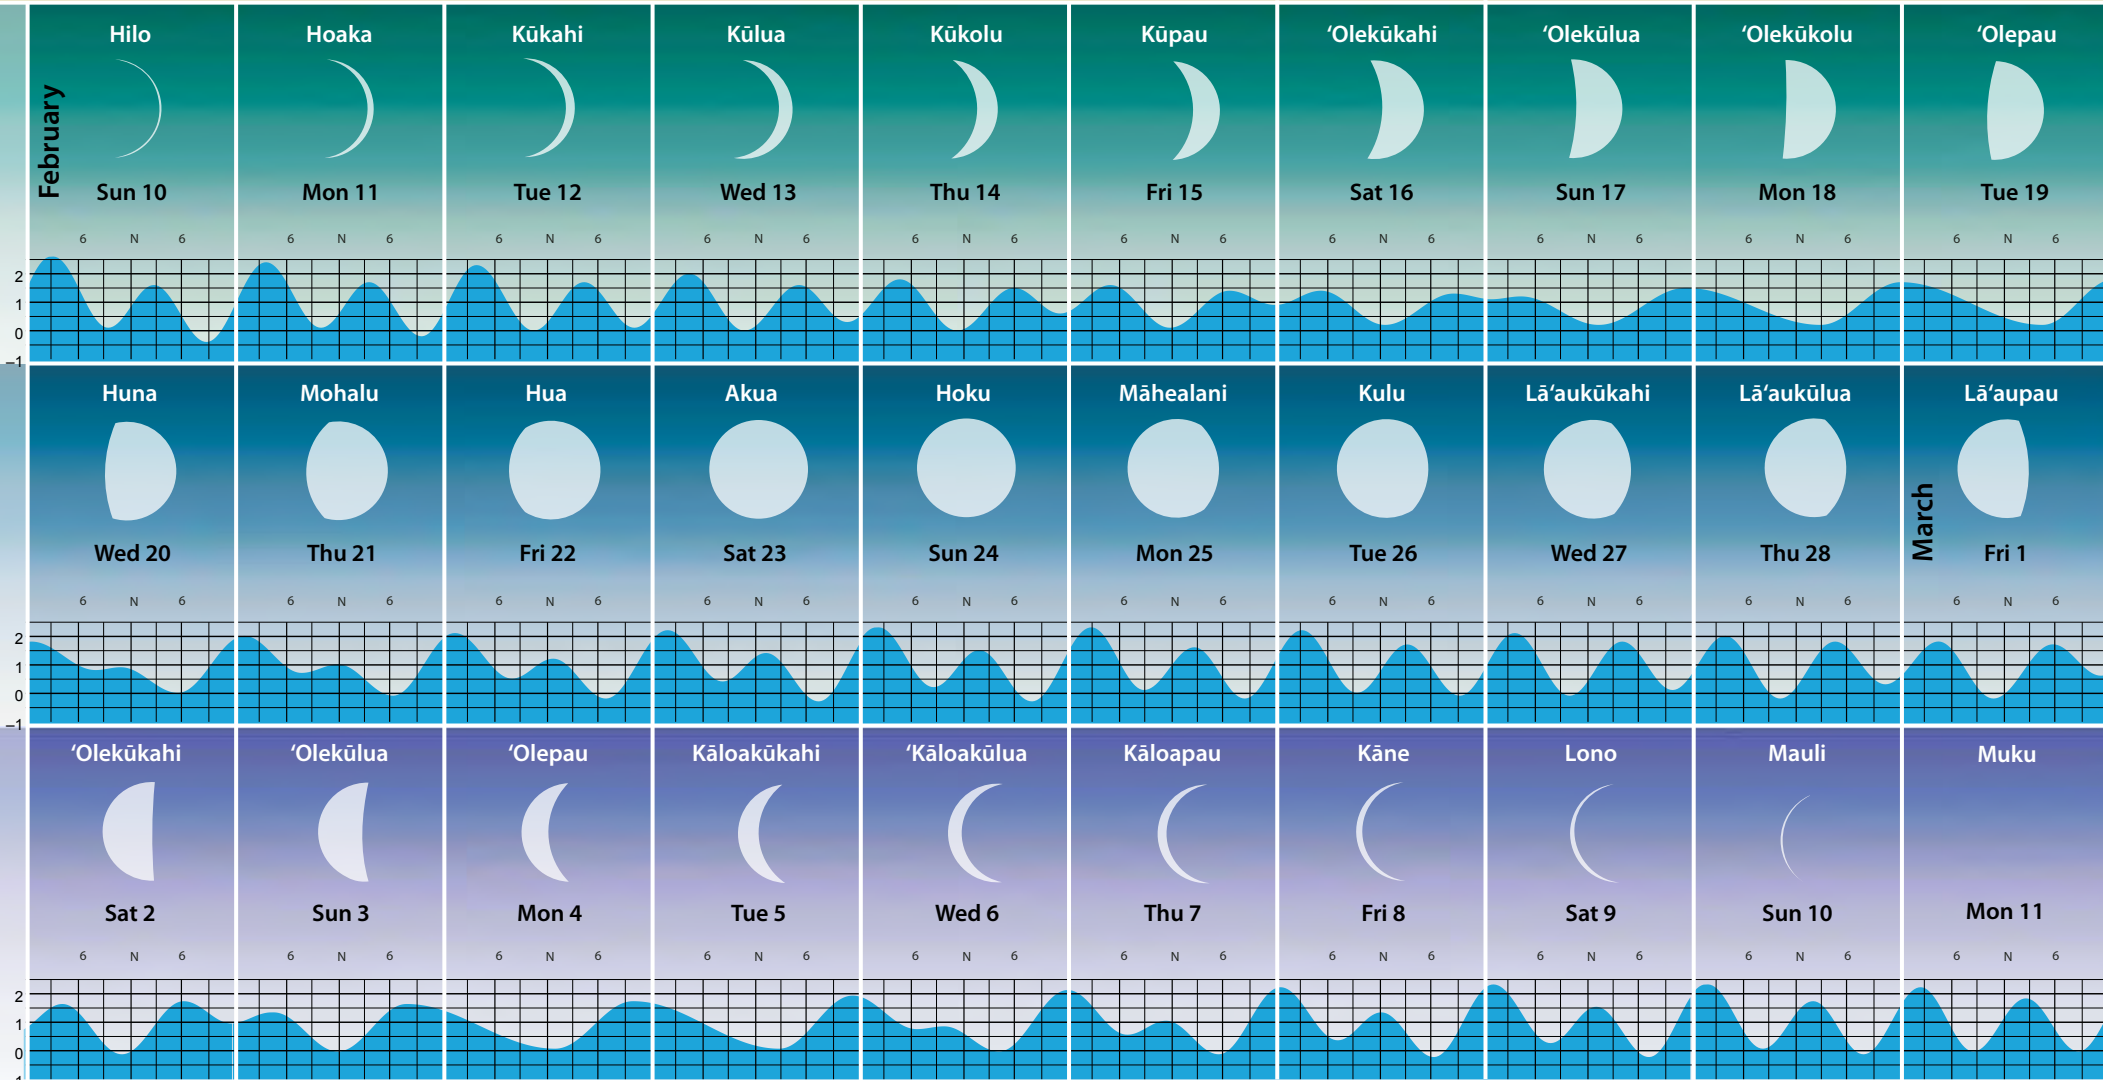 Hilo Hoaka Kūkahi Kūlua Kūkolu Kūpau ʻOlekūkahi ʻOlekūlua ʻOlekūkolu ʻOlepau
February
Sun 10 Mon 11 Tue 12 Wed 13 Thu 14 Fri 15 Sat 16 Sun 17 Mon 18 Tue 19
6 N 6 6 N 6 6 N 6 6 N 6 6 N 6 6 N 6 6 N 6 6 N 6 6 N 6 6 N 6
2
1
0
–1
Huna Mohalu Hua Akua Hoku Māhealani Kulu Lāʻaukūkahi Lāʻaukūlua Lāʻaupau
March
Wed 20 Thu 21 Fri 22 Sat 23 Sun 24 Mon 25 Tue 26 Wed 27 Thu 28 Fri 1
6 N 6 6 N 6 6 N 6 6 N 6 6 N 6 6 N 6 6 N 6 6 N 6 6 N 6 6 N 6
2
1
0
–1
ʻOlekūkahi ʻOlekūlua ʻOlepau Kāloakūkahi ʻKāloakūlua Kāloapau Kāne Lono Mauli Muku
Sat 2 Sun 3 Mon 4 Tue 5 Wed 6 Thu 7 Fri 8 Sat 9 Sun 10 Mon 11
6 N 6 6 N 6 6 N 6 6 N 6 6 N 6 6 N 6 6 N 6 6 N 6 6 N 6 6 N 6
2
1
0